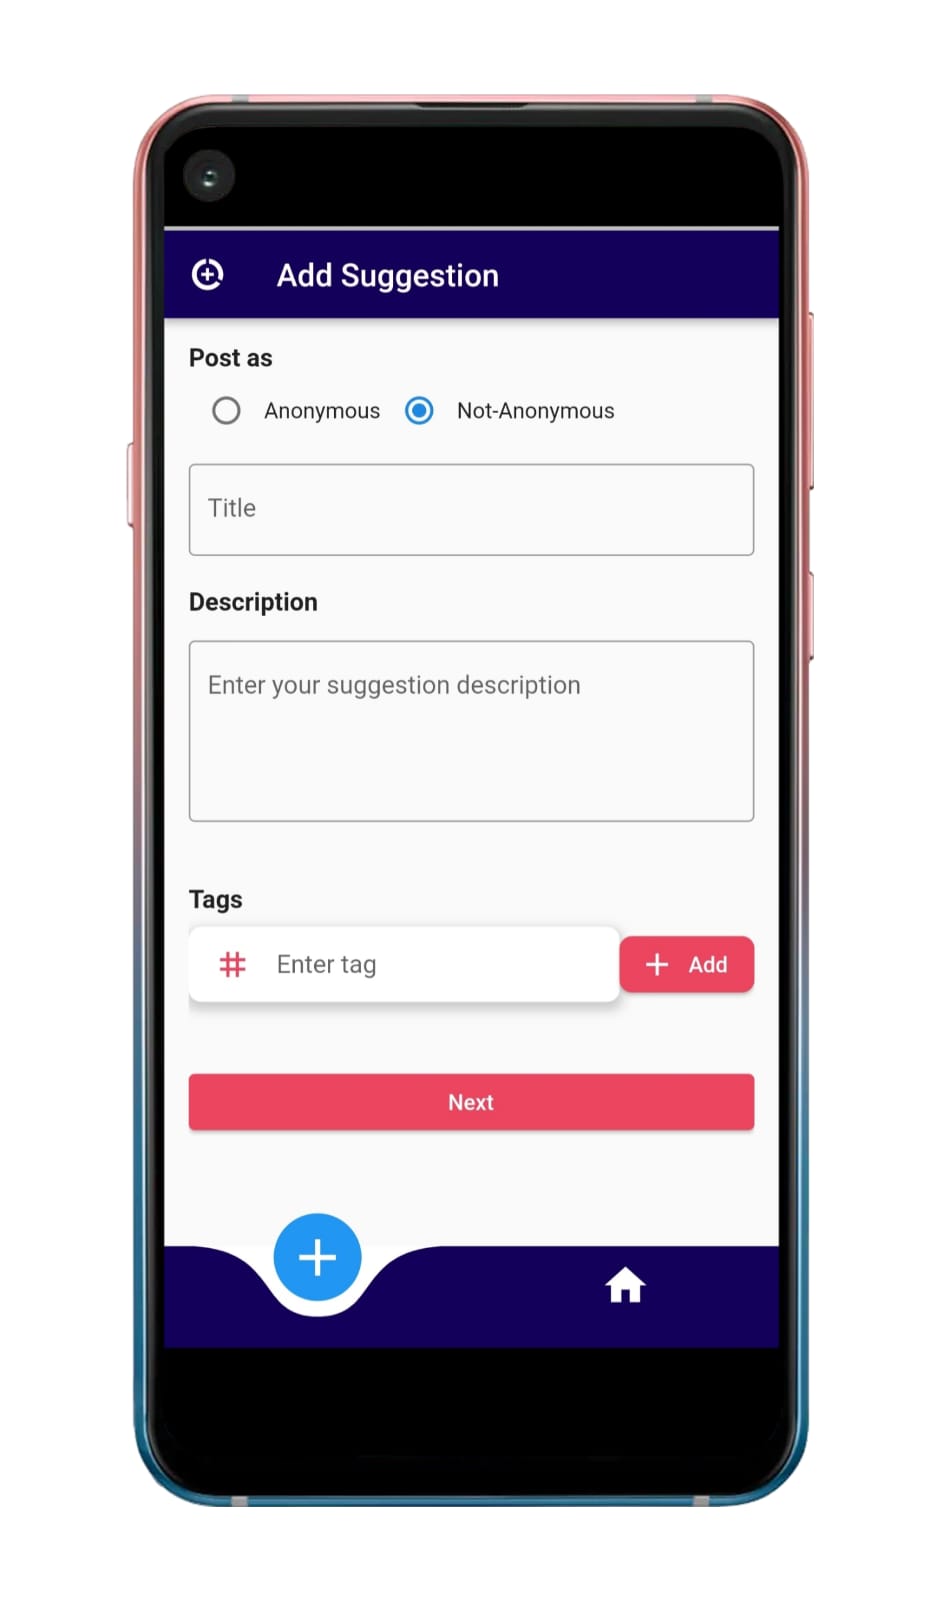 Add Suggestion
Post as
Anonymous Not-Anonymous
Title
Description
Enter your suggestion description
Tags
# Enter tag + Add
Next